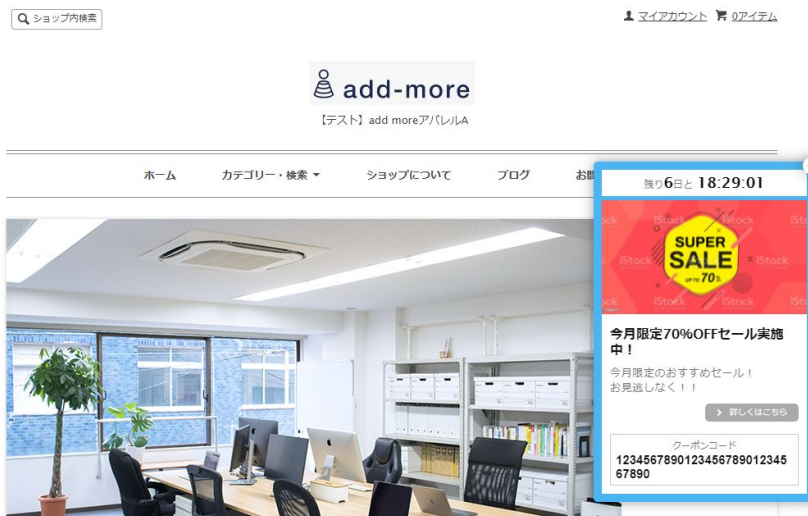 ショップ内検索
マイアカウント 0アイテム
add-more
【テスト】add moreアパレルA
ホーム カテゴリー・検索 ショップについて ブログ
残り6日と 18:29:01
SUPER
SALE
UP TO 70%
iStock
iStock
iStock
iStock
iStock
今月限定70%OFFセール実施
中！
今月限定のおすすめセール！
お見逃しなく！！
詳しくはこちら
クーポンコード
1234567890123456789012345
67890